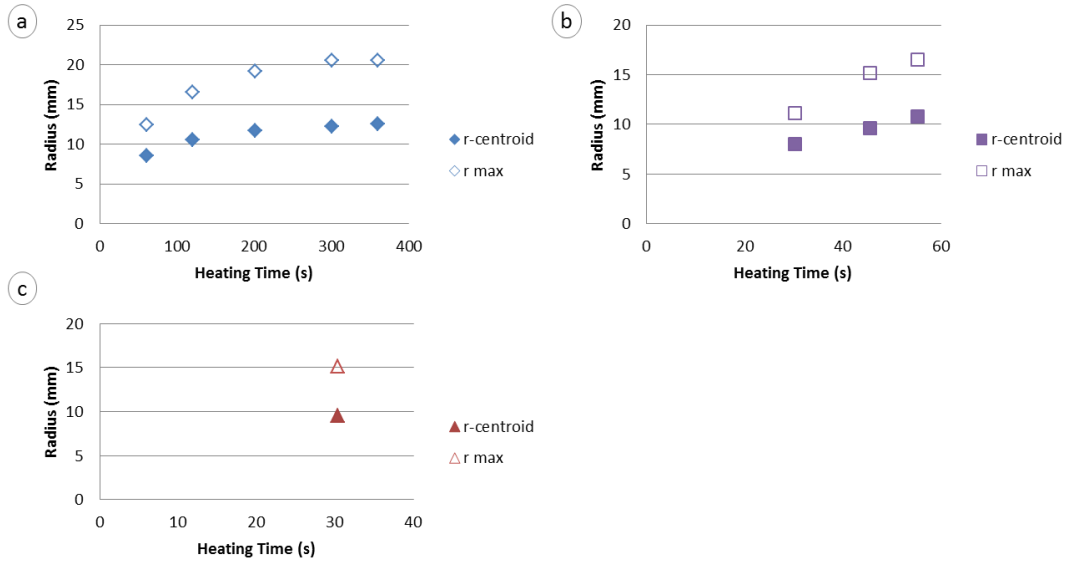 a
25
20
15
10
5
0
Radius (mm)
0 100 200 300 400
Heating Time (s)
r-centroid
r max
b
20
15
10
5
0
Radius (mm)
0 20 40 60
Heating Time (s)
r-centroid
r max
c
20
15
10
5
0
Radius (mm)
0 10 20 30 40
Heating Time (s)
r-centroid
r max